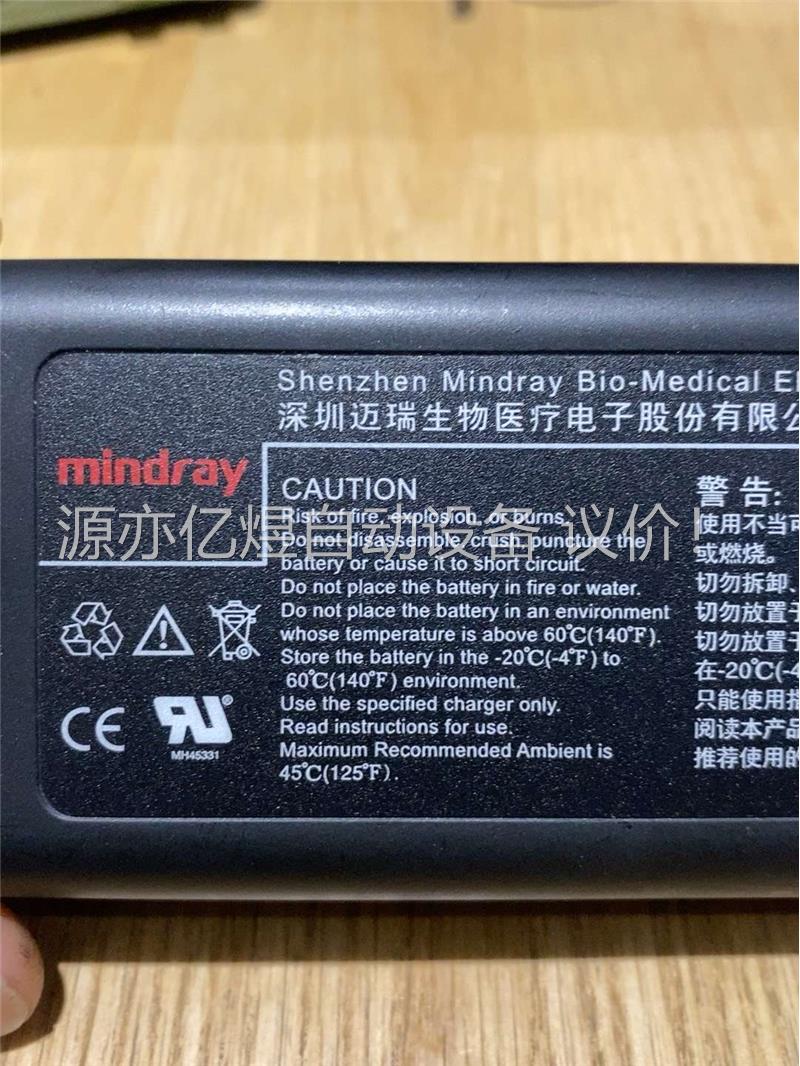 Shenzhen Mindray Bio-Medical El
深圳迈瑞生物医疗电子股份有限公
mindray
CAUTION
Risk of fire, explosion, or burns.
Do not disassemble, crush, puncture the
battery or cause it to short circuit.
Do not place the battery in fire or water.
Do not place the battery in an environment
whose temperature is above 60℃(140℉).
Store the battery in the -20℃(-4℉) to
60℃(140℉) environment.
Use the specified charger only.
Read instructions for use.
Maximum Recommended Ambient is
45℃(125℉).
警告:
使用不当可
或燃烧。
切勿拆卸、
切勿放置于
切勿放置于
在-20℃(-4
只能使用指
阅读本产品
推荐使用的
CE
RU®
MH45331
源亦亿煜自动设备 议价!